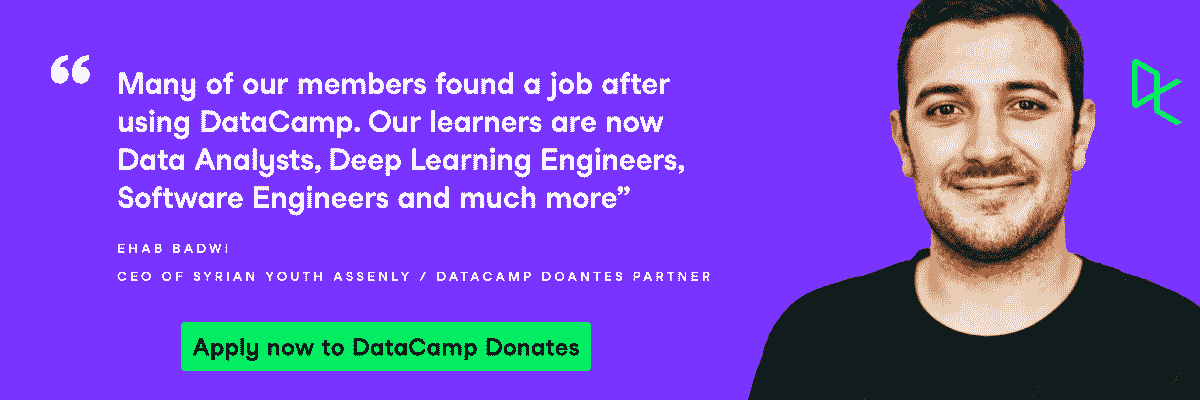 “
Many of our members found a job after
using DataCamp. Our learners are now
Data Analysts, Deep Learning Engineers,
Software Engineers and much more”
EHAB BADWI
CEO OF SYRIAN YOUTH ASSENLY / DATACAMP DOANTES PARTNER
Apply now to DataCamp Donates